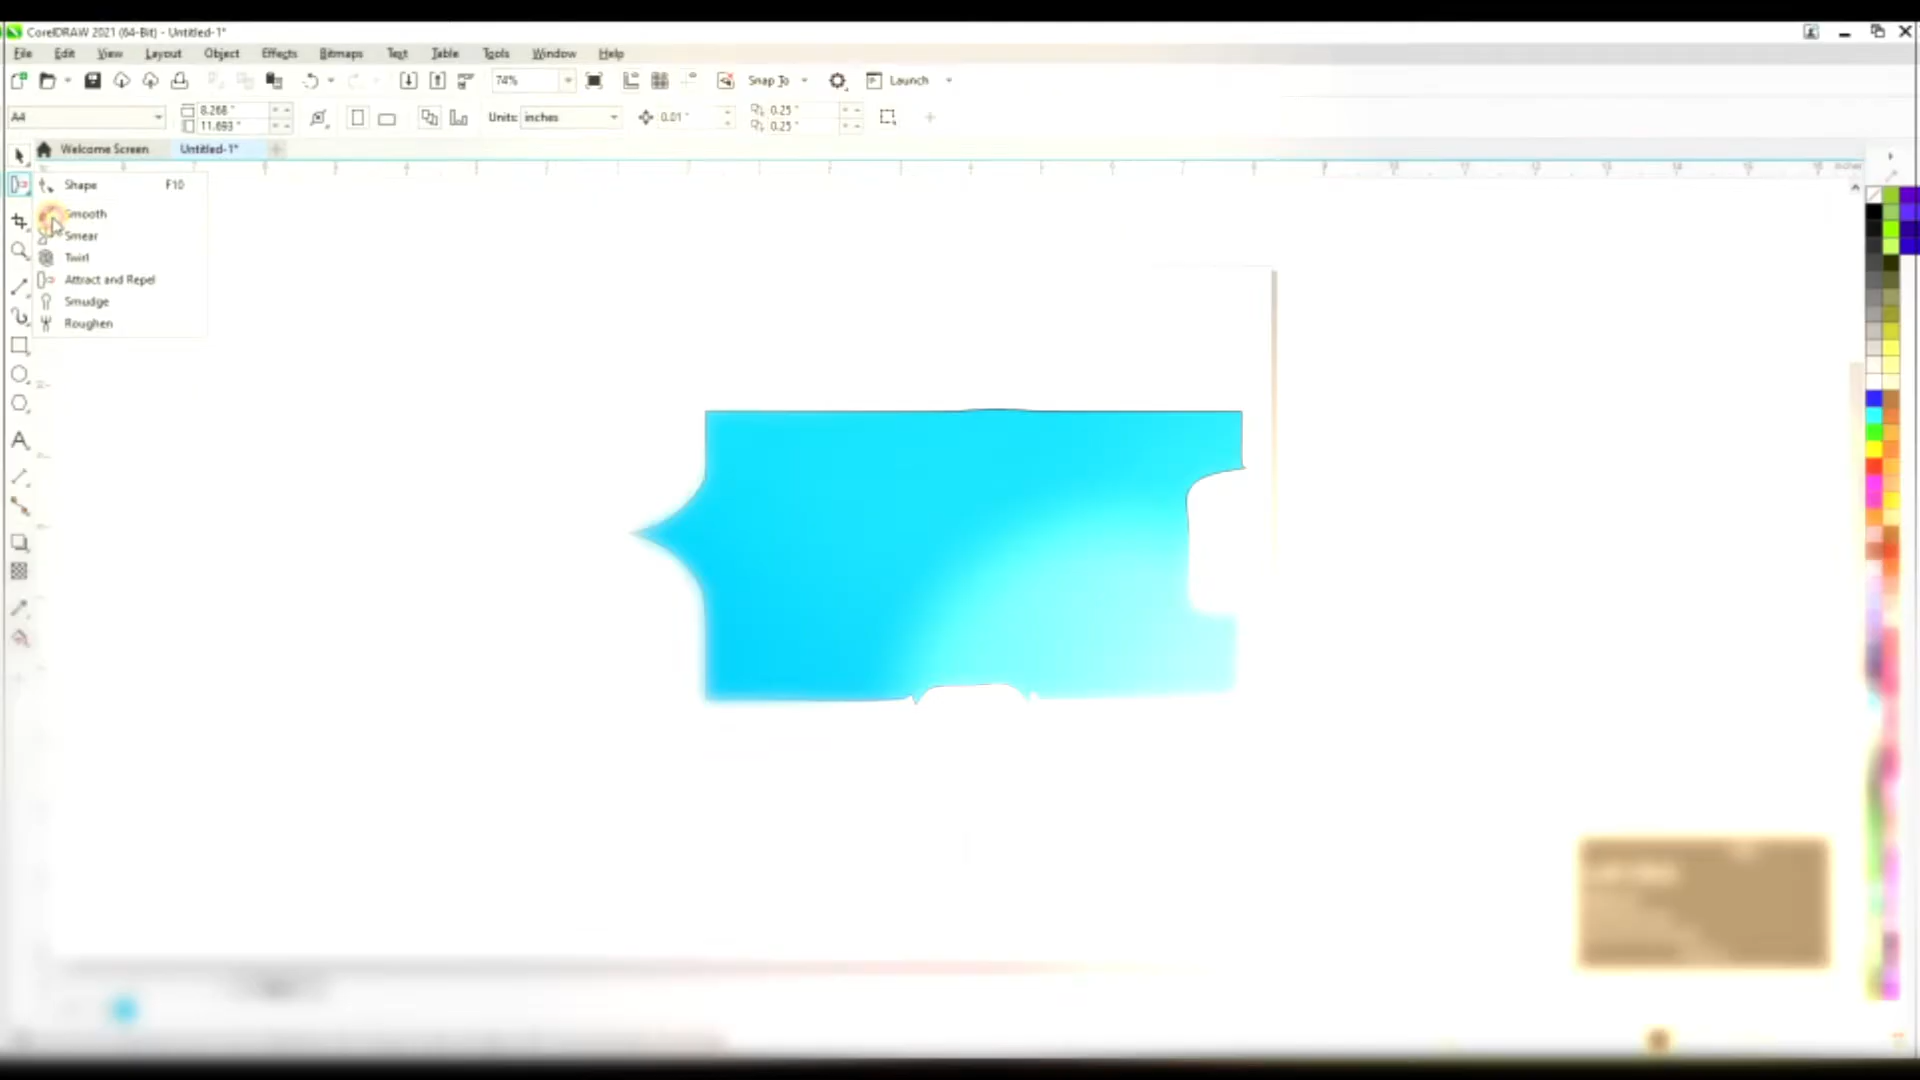 CorelDRAW 2021 (64-Bit) - Untitled-1*
File Edit View Layout Object Effects Bitmaps Text Table Tools Window Help
74% Snap To Launch
A4 8.268 " 11.693 " Units: inches 0.01 " 0.25 " 0.25 "
Welcome Screen Untitled-1*
Shape F10
Smooth
Smear
Twirl
Attract and Repel
Smudge
Roughen